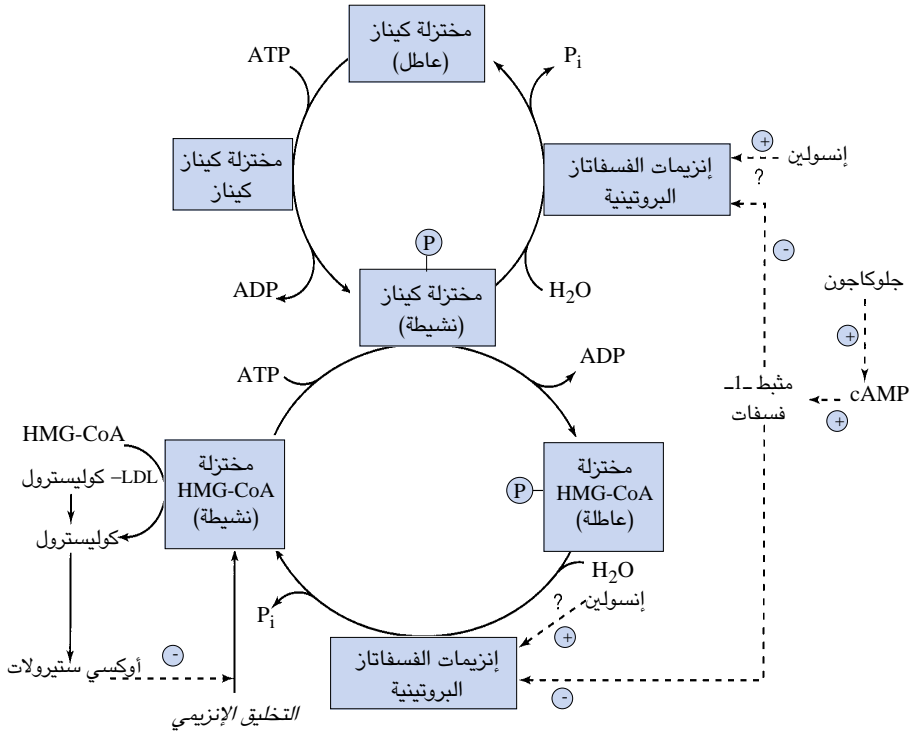 مختزلة كيناز
(عاطل)
ATP
Pi
مختزلة كيناز
كيناز
إنزيمات الفسفاتاز
البروتينية
+
إنسولين
?
P
-
ADP
مختزلة كيناز
(نشيطة)
H2O
جلوكاجون
+
ATP
ADP
مثبط –1–
فسفات
cAMP
+
HMG-CoA
كوليسترول –LDL
كوليسترول
مختزلة
HMG-CoA
(نشيطة)
P
مختزلة
HMG-CoA
(عاطلة)
H2O
إنسولين
?
+
Pi
إنزيمات الفسفاتاز
البروتينية
-
أوكسي ستيرولات
-
التخليق الإنزيمي